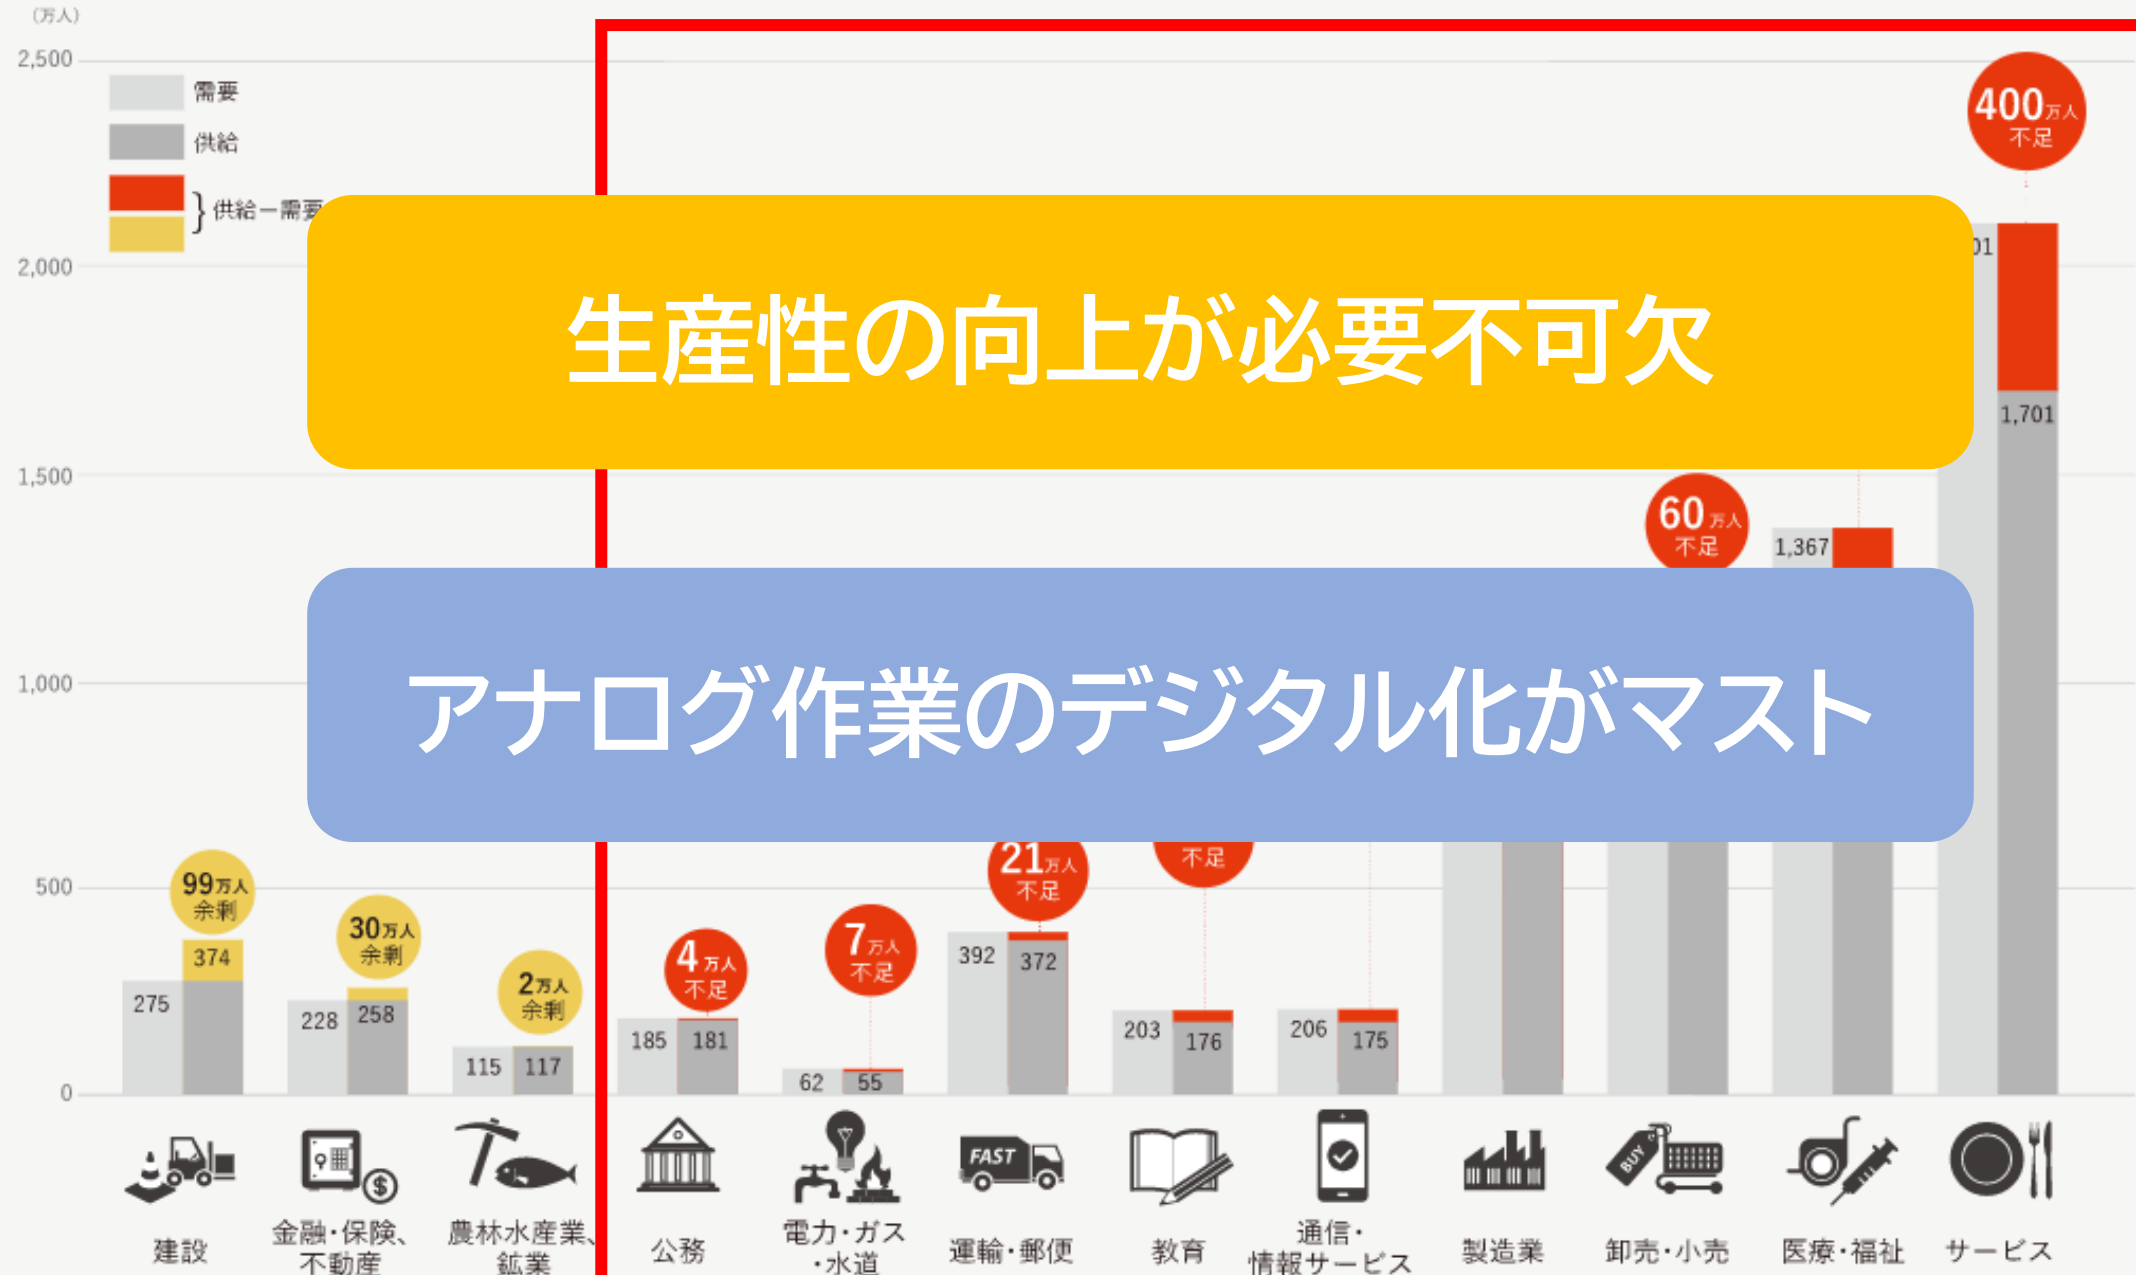 (万人)
2,500
2,000
1,500
1,000
500
0
需要
供給
供給－需要
生産性の向上が必要不可欠
アナログ作業のデジタル化がマスト
99万人
余剰
374
275
30万人
余剰
228
258
2万人
余剰
115
117
4万人
不足
185
181
7万人
不足
62
55
21万人
不足
392
372
不足
203
176
206
175
60万人
不足
1,367
400万人
不足
01
1,701
FAST
BUY
$
建設
金融・保険、
不動産
農林水産業、
鉱業
公務
電力・ガス
・水道
運輸・郵便
教育
通信・
情報サービス
製造業
卸売・小売
医療・福祉
サービス